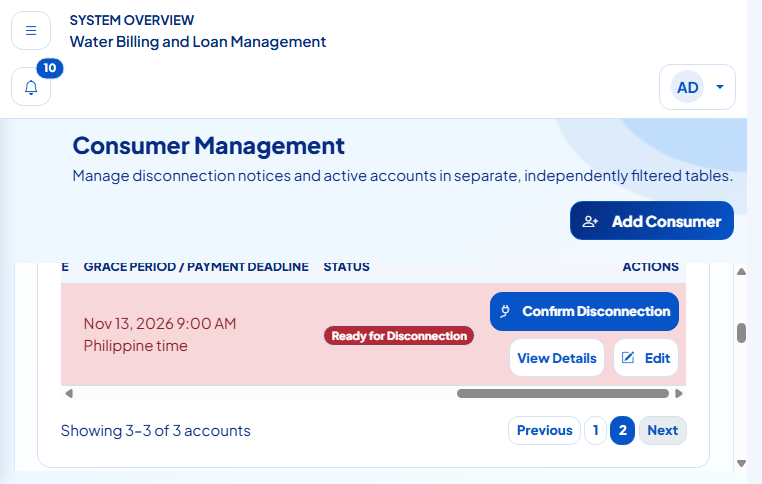 SYSTEM OVERVIEW
Water Billing and Loan Management
10
AD
Consumer Management
Manage disconnection notices and active accounts in separate, independently filtered tables.
Add Consumer
E GRACE PERIOD / PAYMENT DEADLINE STATUS ACTIONS
Nov 13, 2026 9:00 AM
Philippine time
Ready for Disconnection
Confirm Disconnection
View Details Edit
Showing 3–3 of 3 accounts
Previous 1 2 Next